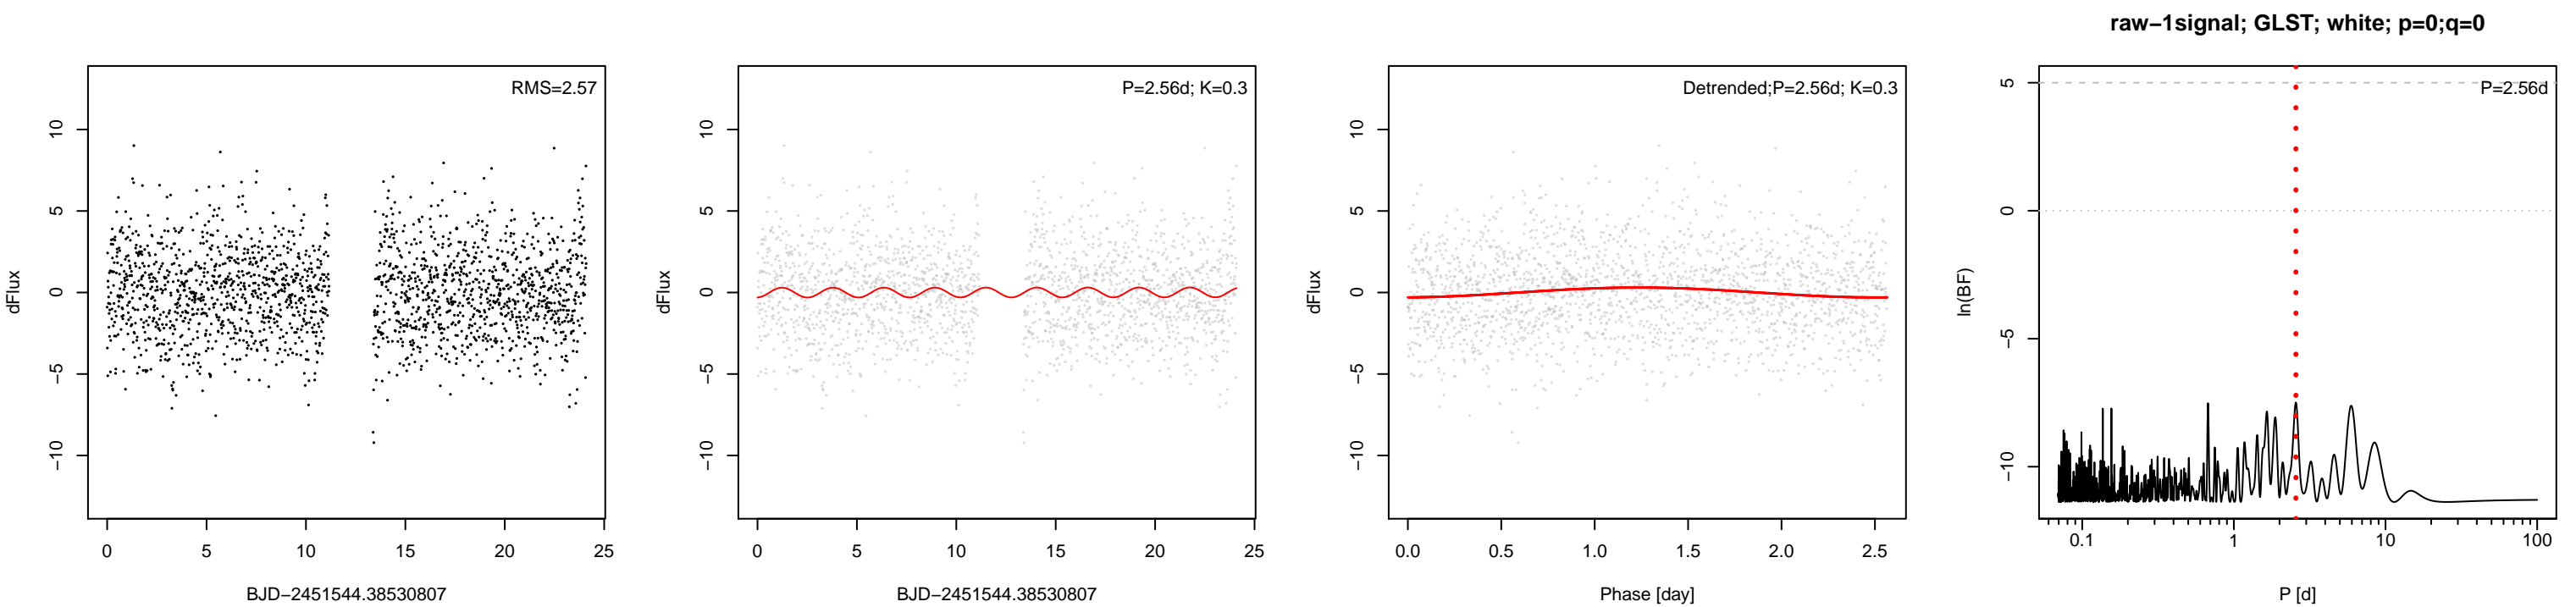 raw−1signal; GLST; white; p=0;q=0
RMS=2.57
dFlux
10
5
0
−5
−10
0 5 10 15 20 25
BJD−2451544.38530807
P=2.56d; K=0.3
dFlux
10
5
0
−5
−10
0 5 10 15 20 25
BJD−2451544.38530807
Detrended;P=2.56d; K=0.3
dFlux
10
5
0
−5
−10
0.0 0.5 1.0 1.5 2.0 2.5
Phase [day]
P=2.56d
ln(BF)
5
0
−5
−10
0.1 1 10 100
P [d]